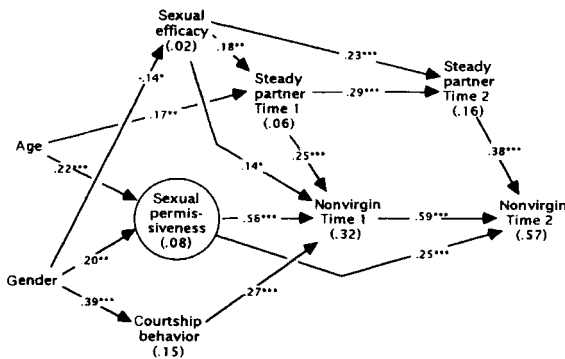 Sexual
efficacy
(.02)
.18**
.23***
-.14*
Steady
partner
Time 1
(.06)
.29***
Steady
partner
Time 2
(.16)
.17**
Age
.22***
.14*
.25***
.38***
Sexual
permis-
siveness
(.08)
.56***
Nonvirgin
Time 1
(.32)
.59***
Nonvirgin
Time 2
(.57)
.20**
.25***
Gender
.39***
.27***
Courtship
behavior
(.15)